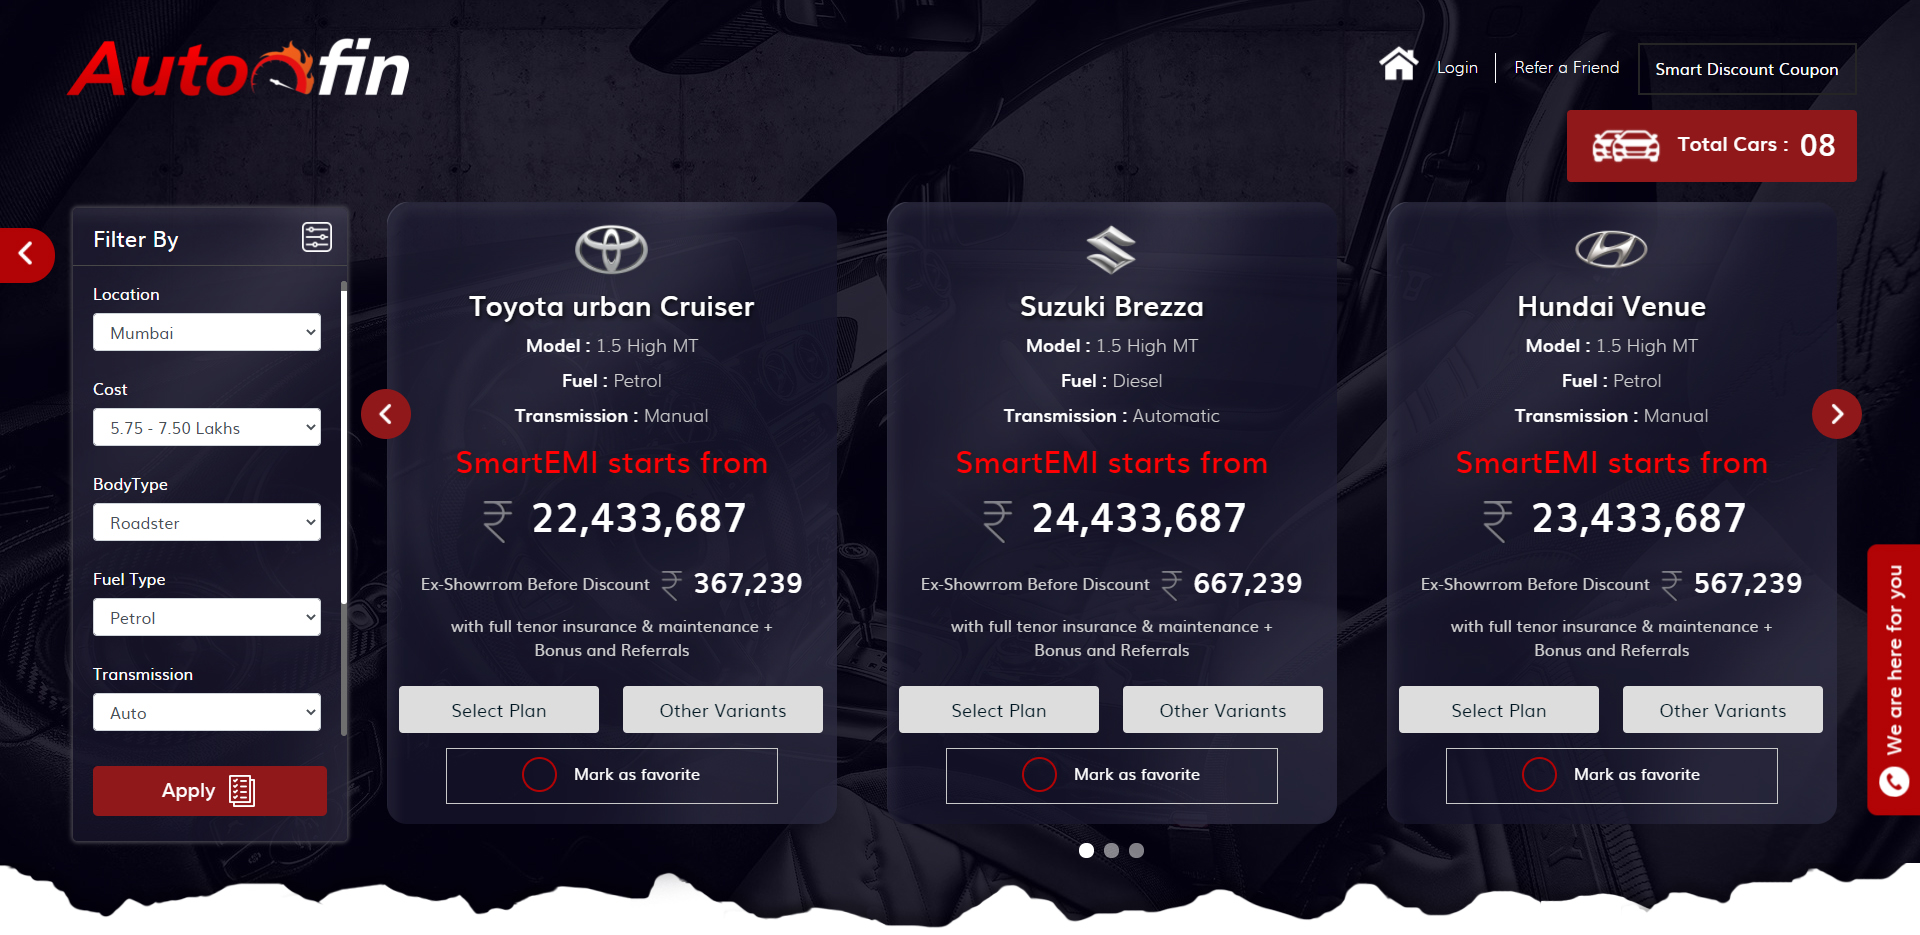 Auto fin
Login
Refer a Friend
Smart Discount Coupon
Total Cars : 08
Filter By
Location
Mumbai
Cost
5.75 - 7.50 Lakhs
BodyType
Roadster
Fuel Type
Petrol
Transmission
Auto
Apply
Toyota urban Cruiser
Model : 1.5 High MT
Fuel : Petrol
Transmission : Manual
SmartEMI starts from
₹ 22,433,687
Ex-Showrrom Before Discount ₹ 367,239
with full tenor insurance & maintenance +
Bonus and Referrals
Select Plan
Other Variants
Mark as favorite
Suzuki Brezza
Model : 1.5 High MT
Fuel : Diesel
Transmission : Automatic
SmartEMI starts from
₹ 24,433,687
Ex-Showrrom Before Discount ₹ 667,239
with full tenor insurance & maintenance +
Bonus and Referrals
Select Plan
Other Variants
Mark as favorite
Hundai Venue
Model : 1.5 High MT
Fuel : Petrol
Transmission : Manual
SmartEMI starts from
₹ 23,433,687
Ex-Showrrom Before Discount ₹ 567,239
with full tenor insurance & maintenance +
Bonus and Referrals
Select Plan
Other Variants
Mark as favorite
We are here for you